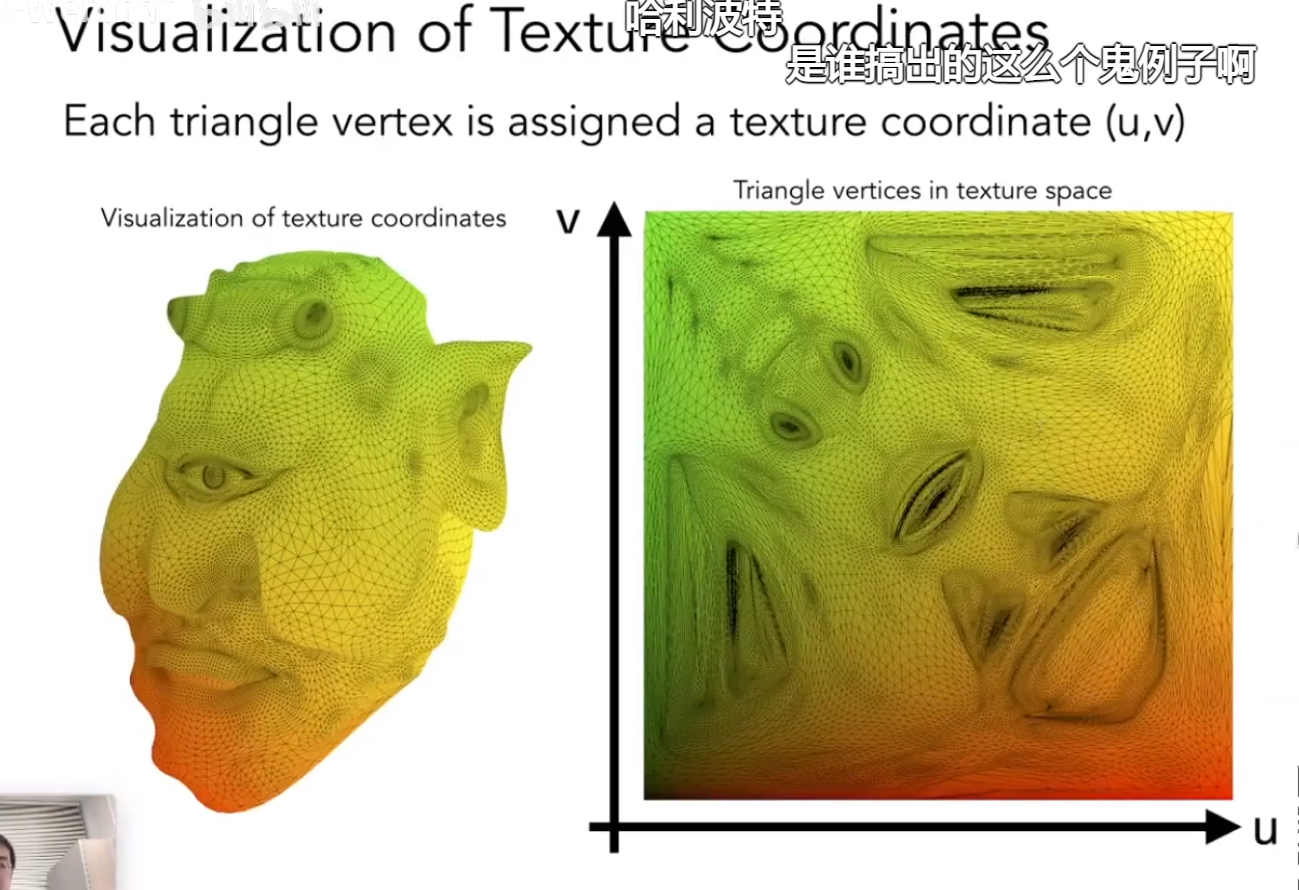 Visualization of Texture Coordinates
哈利波特
是谁搞出的这么个鬼例子啊
Each triangle vertex is assigned a texture coordinate (u,v)
Visualization of texture coordinates
Triangle vertices in texture space
v
u